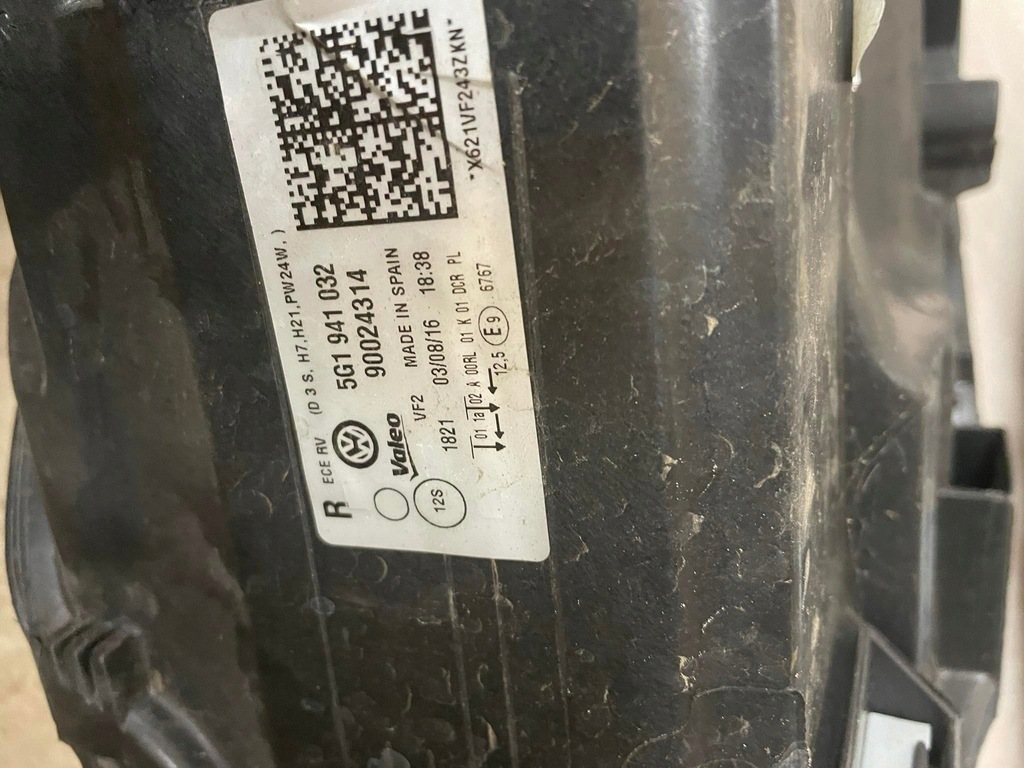 R ECE RV (D 3 S, H7,H21,PW24W,)
5G1 941 032
90024314
Valeo
VF2 MADE IN SPAIN
12S 1821 03/08/16 18:38
01 1a 02 A 00RL 01 K 01 DCR PL
12,5 E9 6767
*X621VF243ZKN*